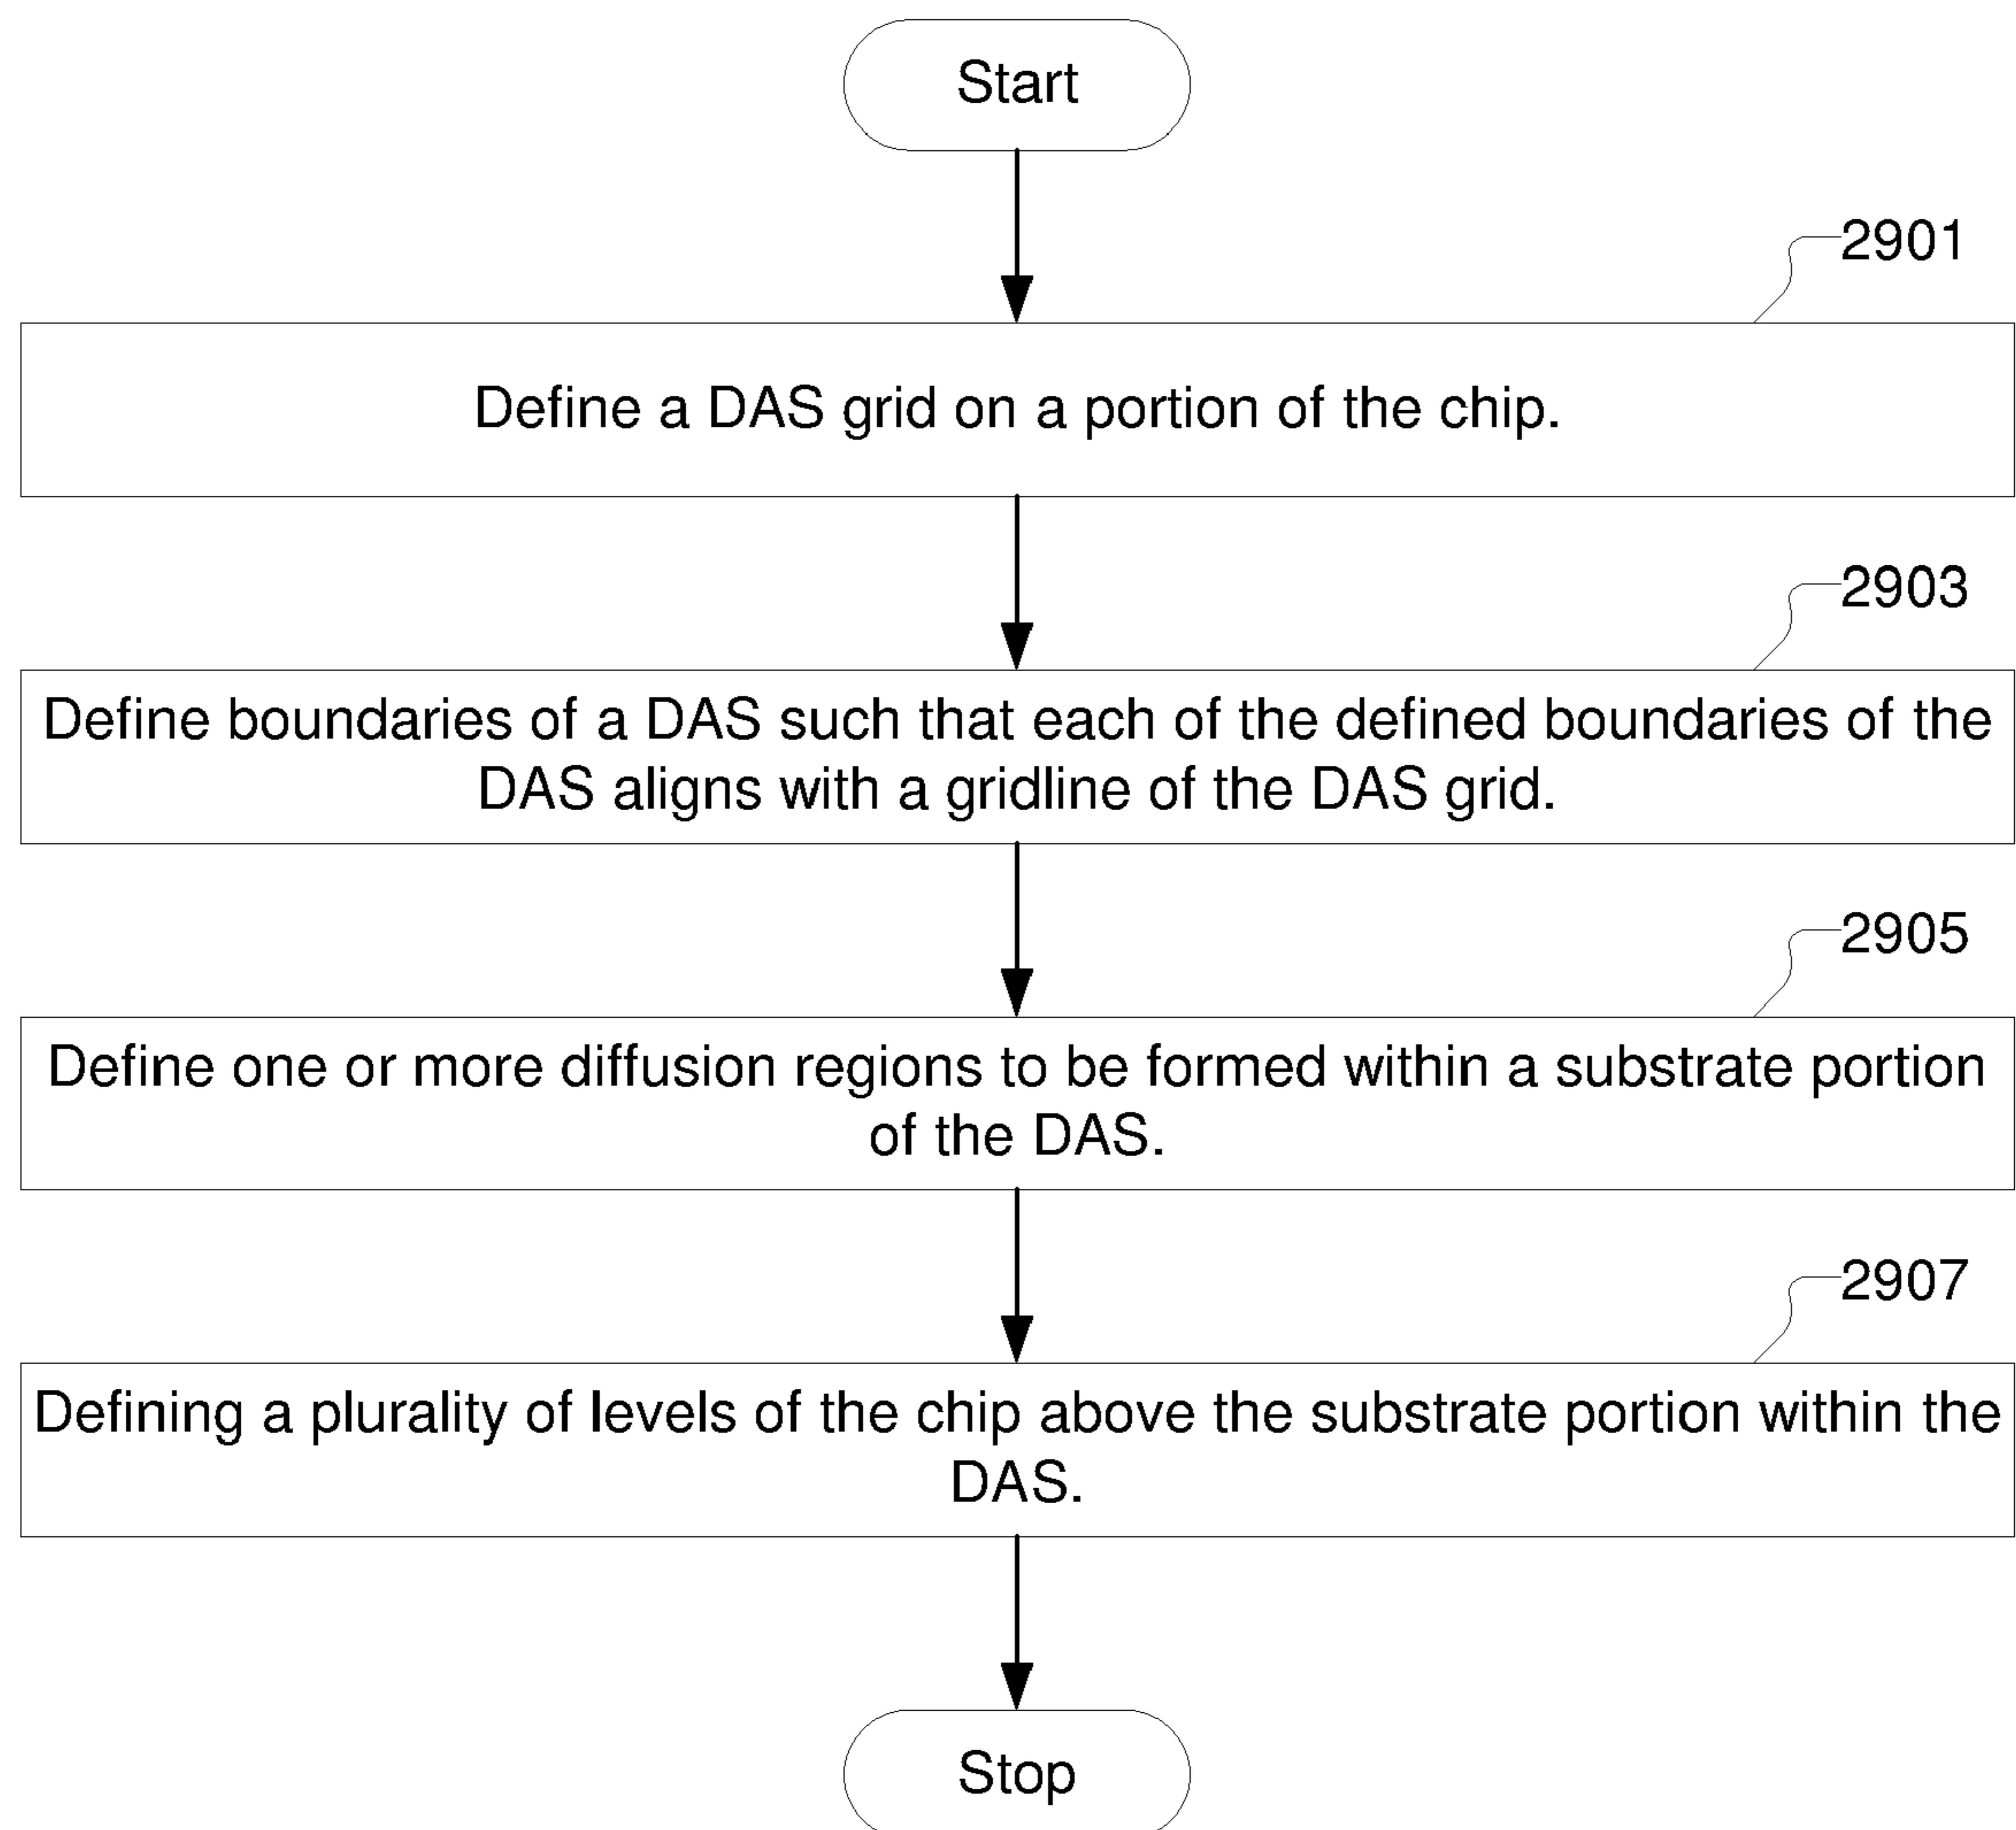 Start
2901
Define a DAS grid on a portion of the chip.
2903
Define boundaries of a DAS such that each of the defined boundaries of the
DAS aligns with a gridline of the DAS grid.
2905
Define one or more diffusion regions to be formed within a substrate portion
of the DAS.
2907
Defining a plurality of levels of the chip above the substrate portion within the
DAS.
Stop